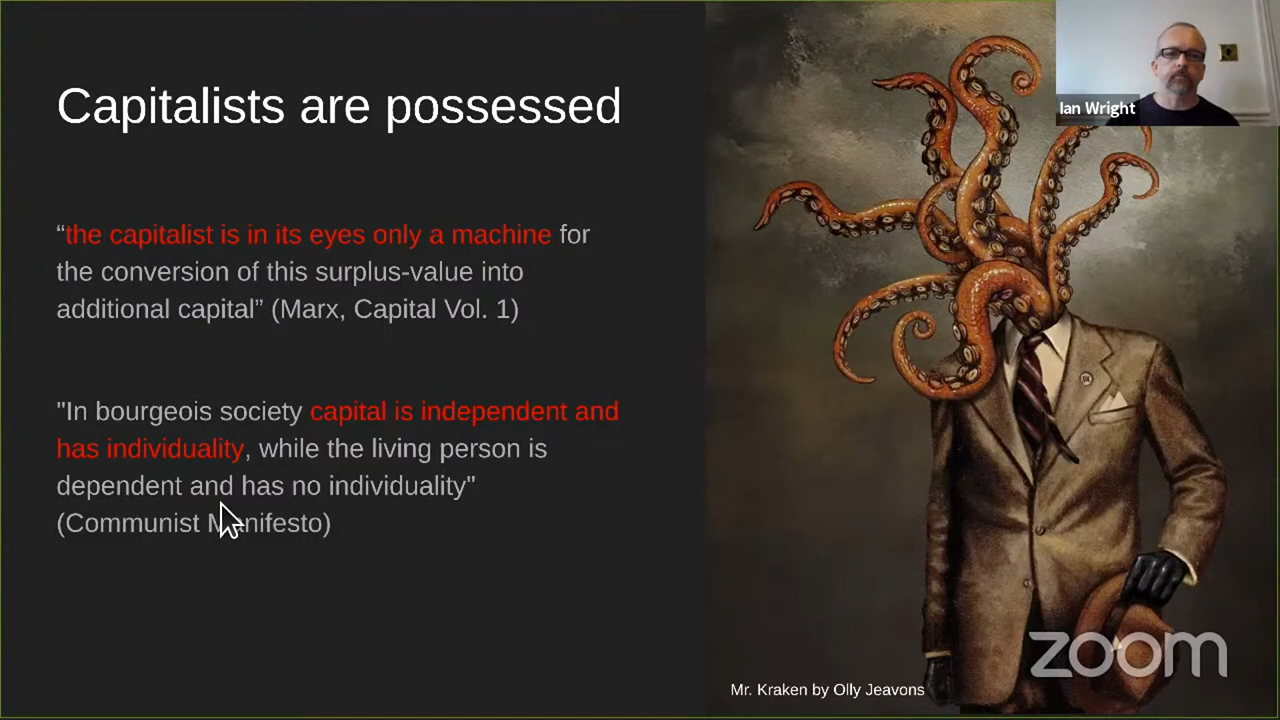 Capitalists are possessed
“the capitalist is in its eyes only a machine for
the conversion of this surplus-value into
additional capital” (Marx, Capital Vol. 1)
"In bourgeois society capital is independent and
has individuality, while the living person is
dependent and has no individuality"
(Communist Manifesto)
Ian Wright
Mr. Kraken by Olly Jeavons
zoom